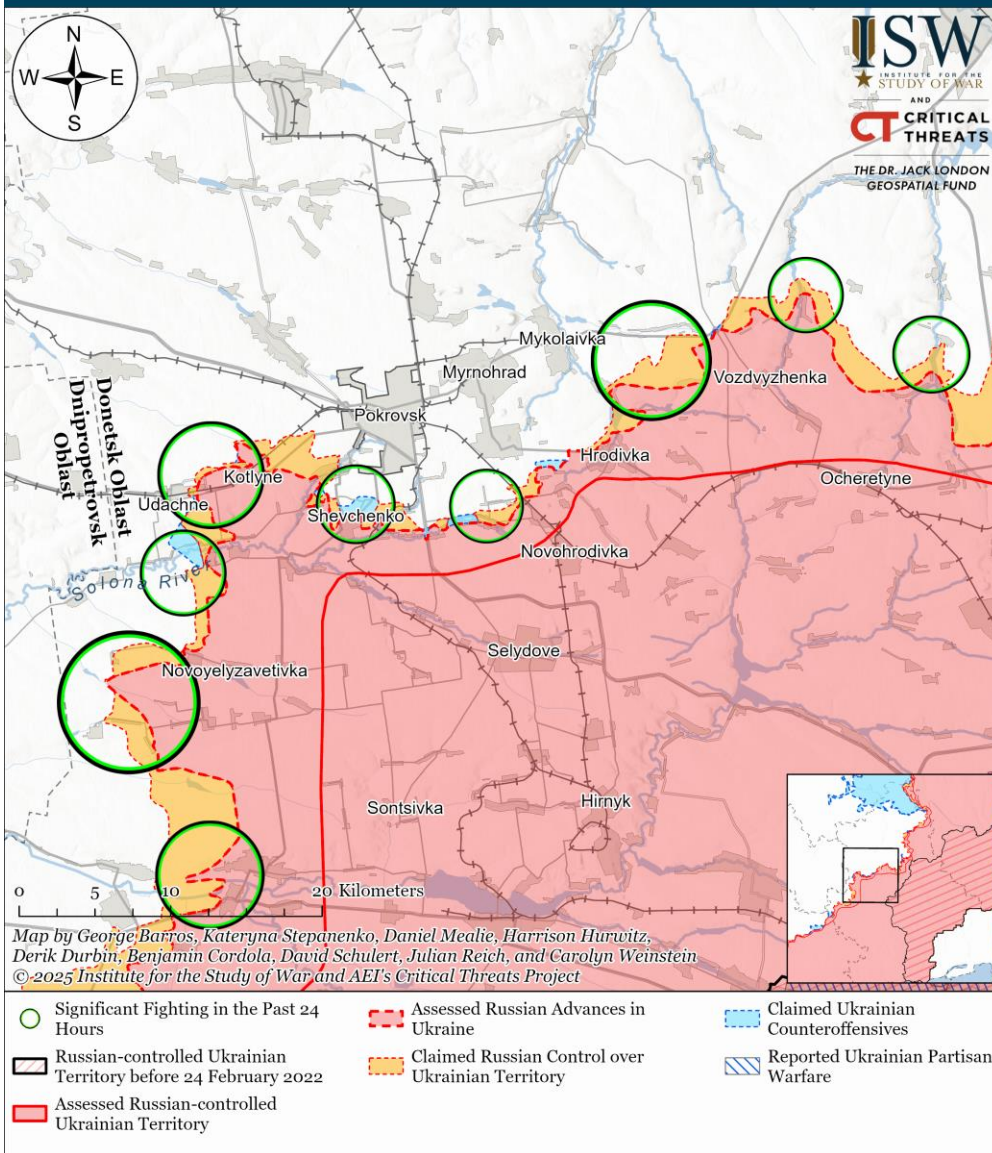 N
W
E
S
ISW
INSTITUTE FOR THE
STUDY OF WAR
AND
CT CRITICAL
THREATS
THE DR. JACK LONDON
GEOSPATIAL FUND
Mykolaivka
Myrnohrad
Vozdvyzhenka
Pokrovsk
Donetsk Oblast
Dnipropetrovsk
Oblast
Hrodivka
Kotlyne
Ocheretyne
Udachne
Shevchenko
Novohrodivka
Solona River
Selydove
Novoyelyzavetivka
Sontsivka
Hirnyk
0 5 10 20 Kilometers
Map by George Barros, Kateryna Stepanenko, Daniel Mealie, Harrison Hurwitz,
Derik Durbin, Benjamin Cordola, David Schulert, Julian Reich, and Carolyn Weinstein
© 2025 Institute for the Study of War and AEI's Critical Threats Project
Significant Fighting in the Past 24
Hours
Russian-controlled Ukrainian
Territory before 24 February 2022
Assessed Russian-controlled
Ukrainian Territory
Assessed Russian Advances in
Ukraine
Claimed Russian Control over
Ukrainian Territory
Claimed Ukrainian
Counteroffensives
Reported Ukrainian Partisan
Warfare